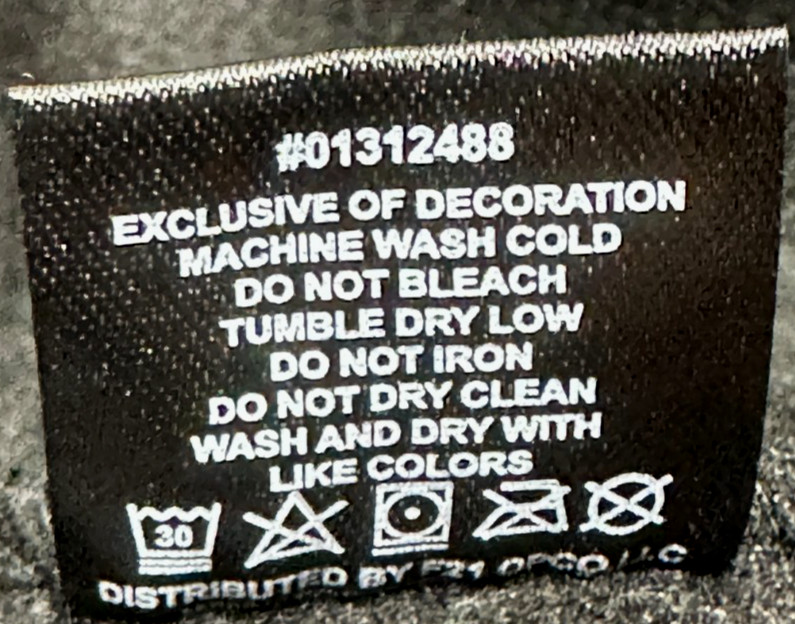 #01312488
EXCLUSIVE OF DECORATION
MACHINE WASH COLD
DO NOT BLEACH
TUMBLE DRY LOW
DO NOT IRON
DO NOT DRY CLEAN
WASH AND DRY WITH
LIKE COLORS
30
DISTRIBUTED BY F21 OPCO LLC